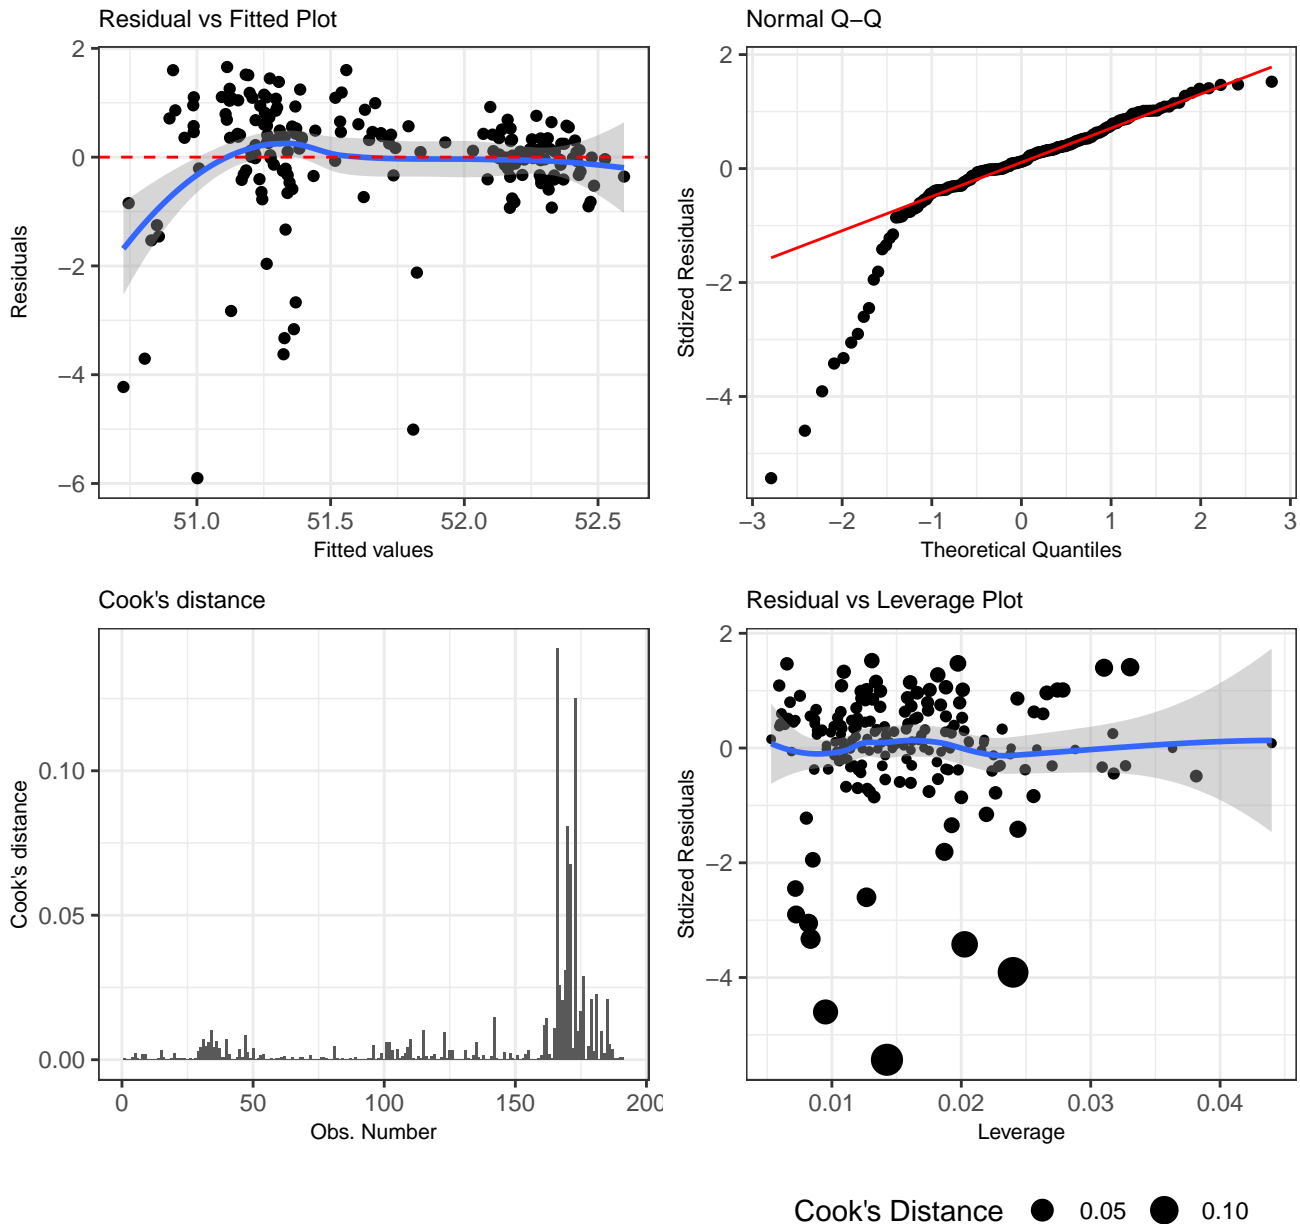 Residual vs Fitted Plot
2
0
−2
−4
−6
Residuals
51.0 51.5 52.0 52.5
Fitted values
Normal Q−Q
2
0
−2
−4
Stdized Residuals
−3 −2 −1 0 1 2 3
Theoretical Quantiles
Cook's distance
0.10
0.05
0.00
Cook's distance
0 50 100 150 200
Obs. Number
Residual vs Leverage Plot
2
0
−2
−4
Stdized Residuals
0.01 0.02 0.03 0.04
Leverage
Cook's Distance 0.05 0.10